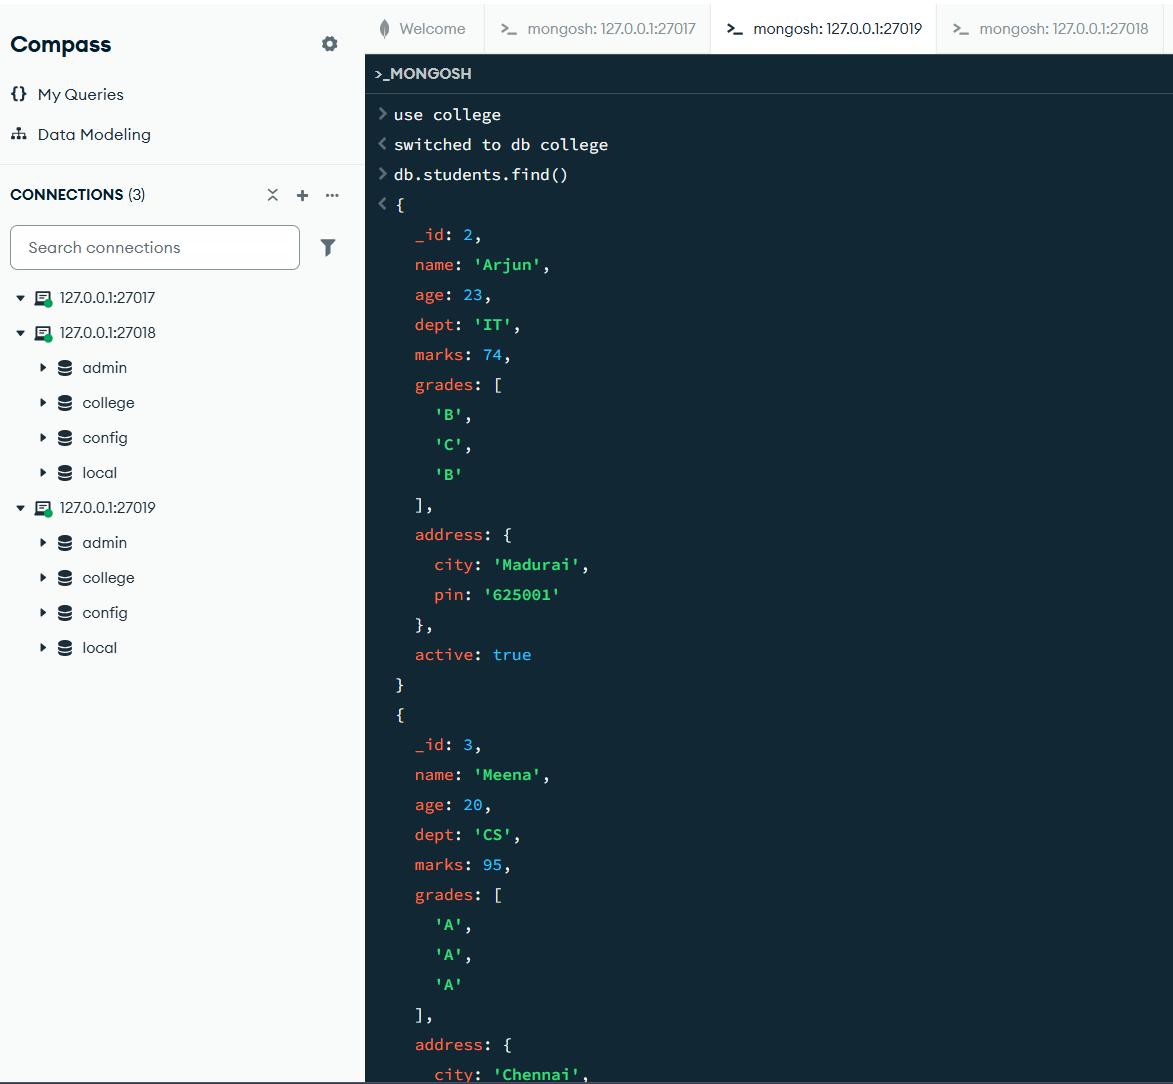 Compass
My Queries
Data Modeling
CONNECTIONS (3)
Search connections
127.0.0.1:27017
127.0.0.1:27018
admin
college
config
local
127.0.0.1:27019
admin
college
config
local
Welcome
>_ mongosh: 127.0.0.1:27017
>_ mongosh: 127.0.0.1:27019
>_ mongosh: 127.0.0.1:27018
>_MONGOSH
> use college
< switched to db college
> db.students.find()
< {
_id: 2,
name: 'Arjun',
age: 23,
dept: 'IT',
marks: 74,
grades: [
'B',
'C',
'B'
],
address: {
city: 'Madurai',
pin: '625001'
},
active: true
}
{
_id: 3,
name: 'Meena',
age: 20,
dept: 'CS',
marks: 95,
grades: [
'A',
'A',
'A'
],
address: {
city: 'Chennai',